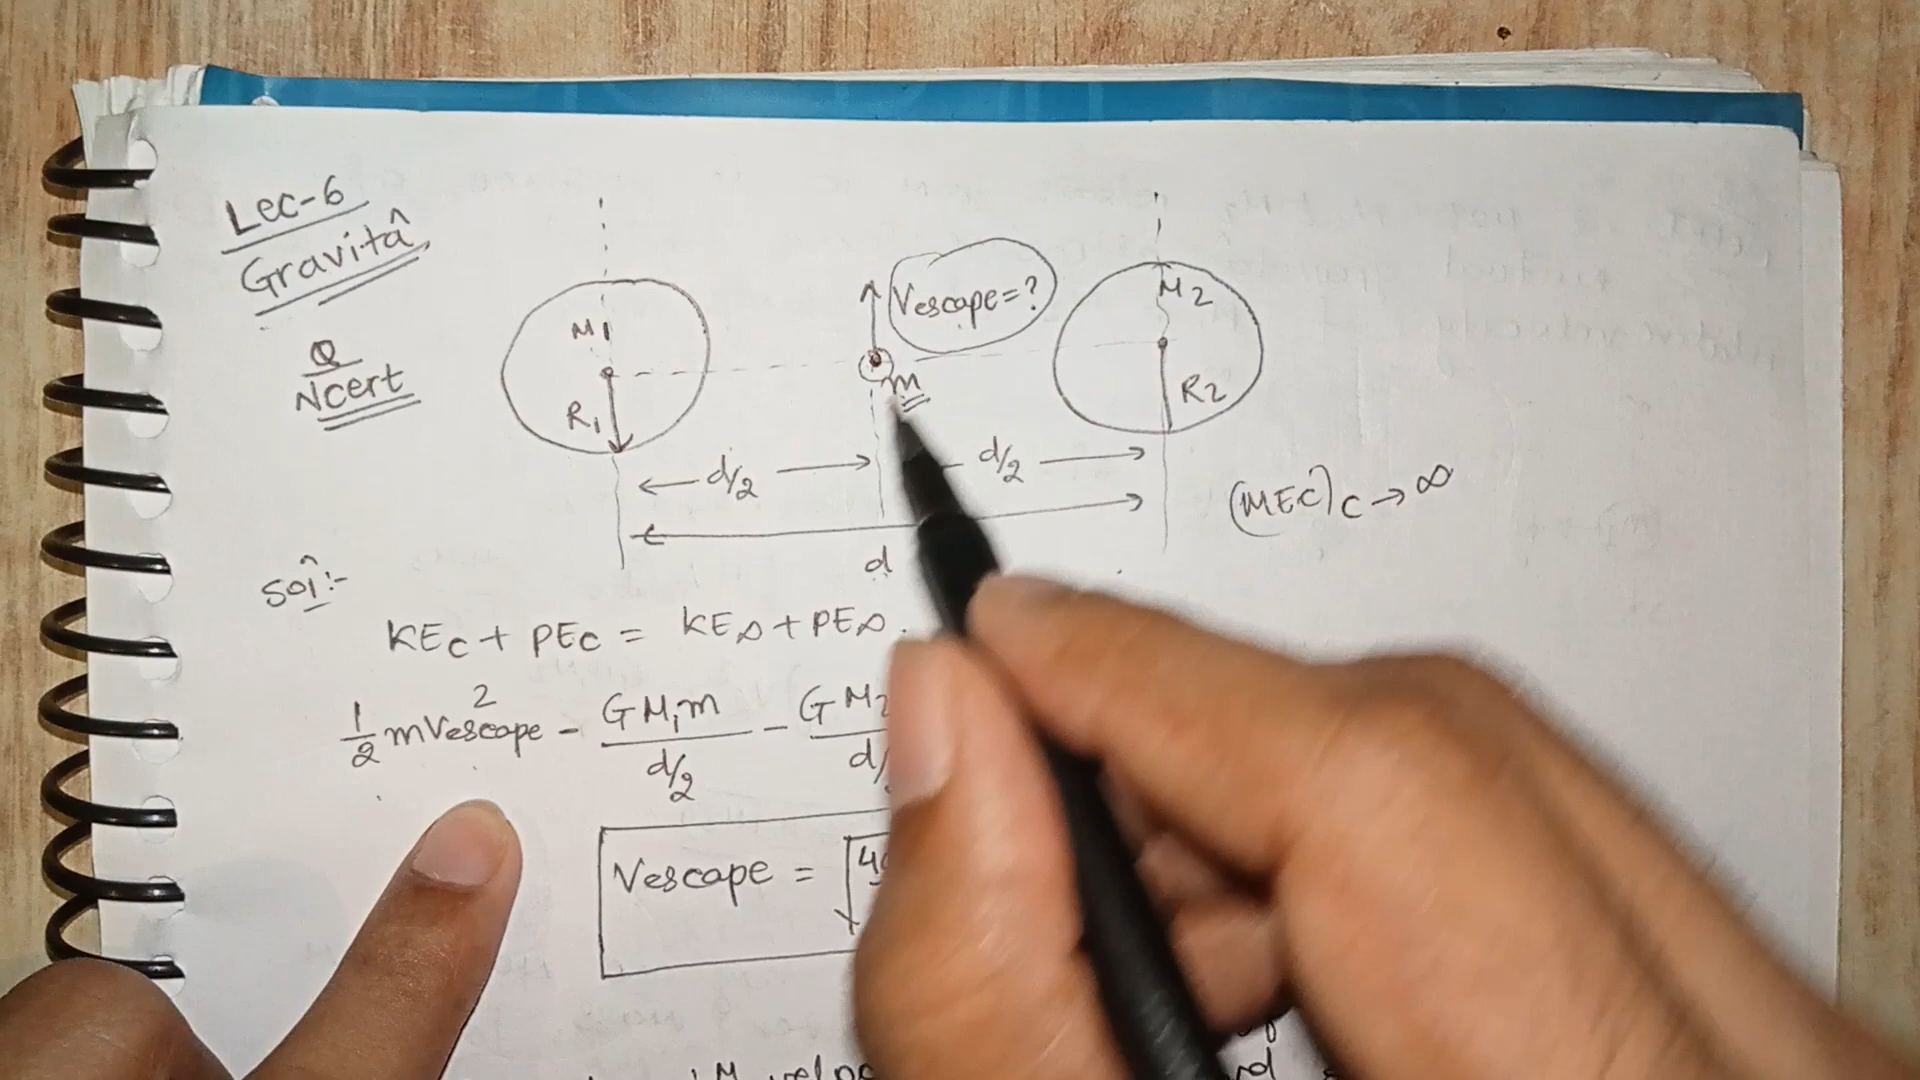 Lec-6
Gravitâ
Q
Ncert
M1
R1
Vescape=?
m
M2
R2
d/2
d/2
d
(MEC)C→∞
Sol̂:-
KEC + PEC = KE∞ + PE∞.
1/2 mVescape² - GM1m/d/2 - GM2
Vescape = √4G